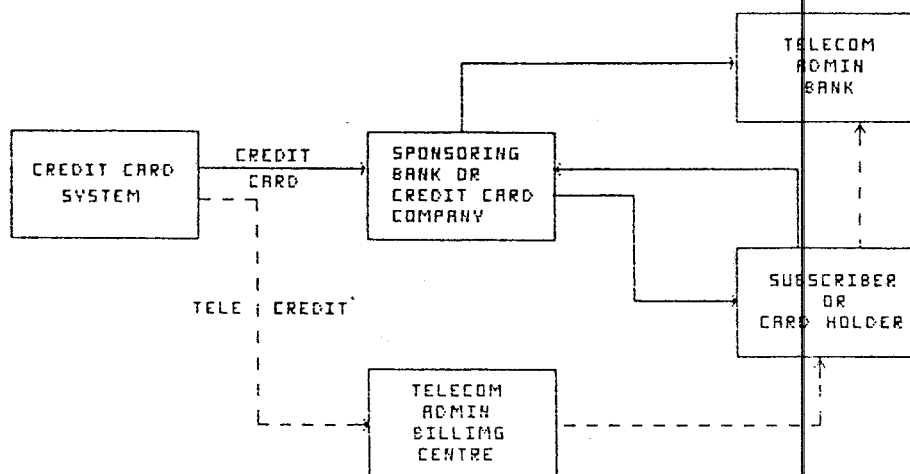 TELECOM
ADMIN
BANK
CREDIT CARD
SYSTEM
CREDIT
CARD
SPONSORING
BANK OR
CREDIT CARD
COMPANY
SUBSCRIBER
OR
CARD HOLDER
TELE CREDIT
TELECOM
ADMIN
BILLIMG
CENTRE